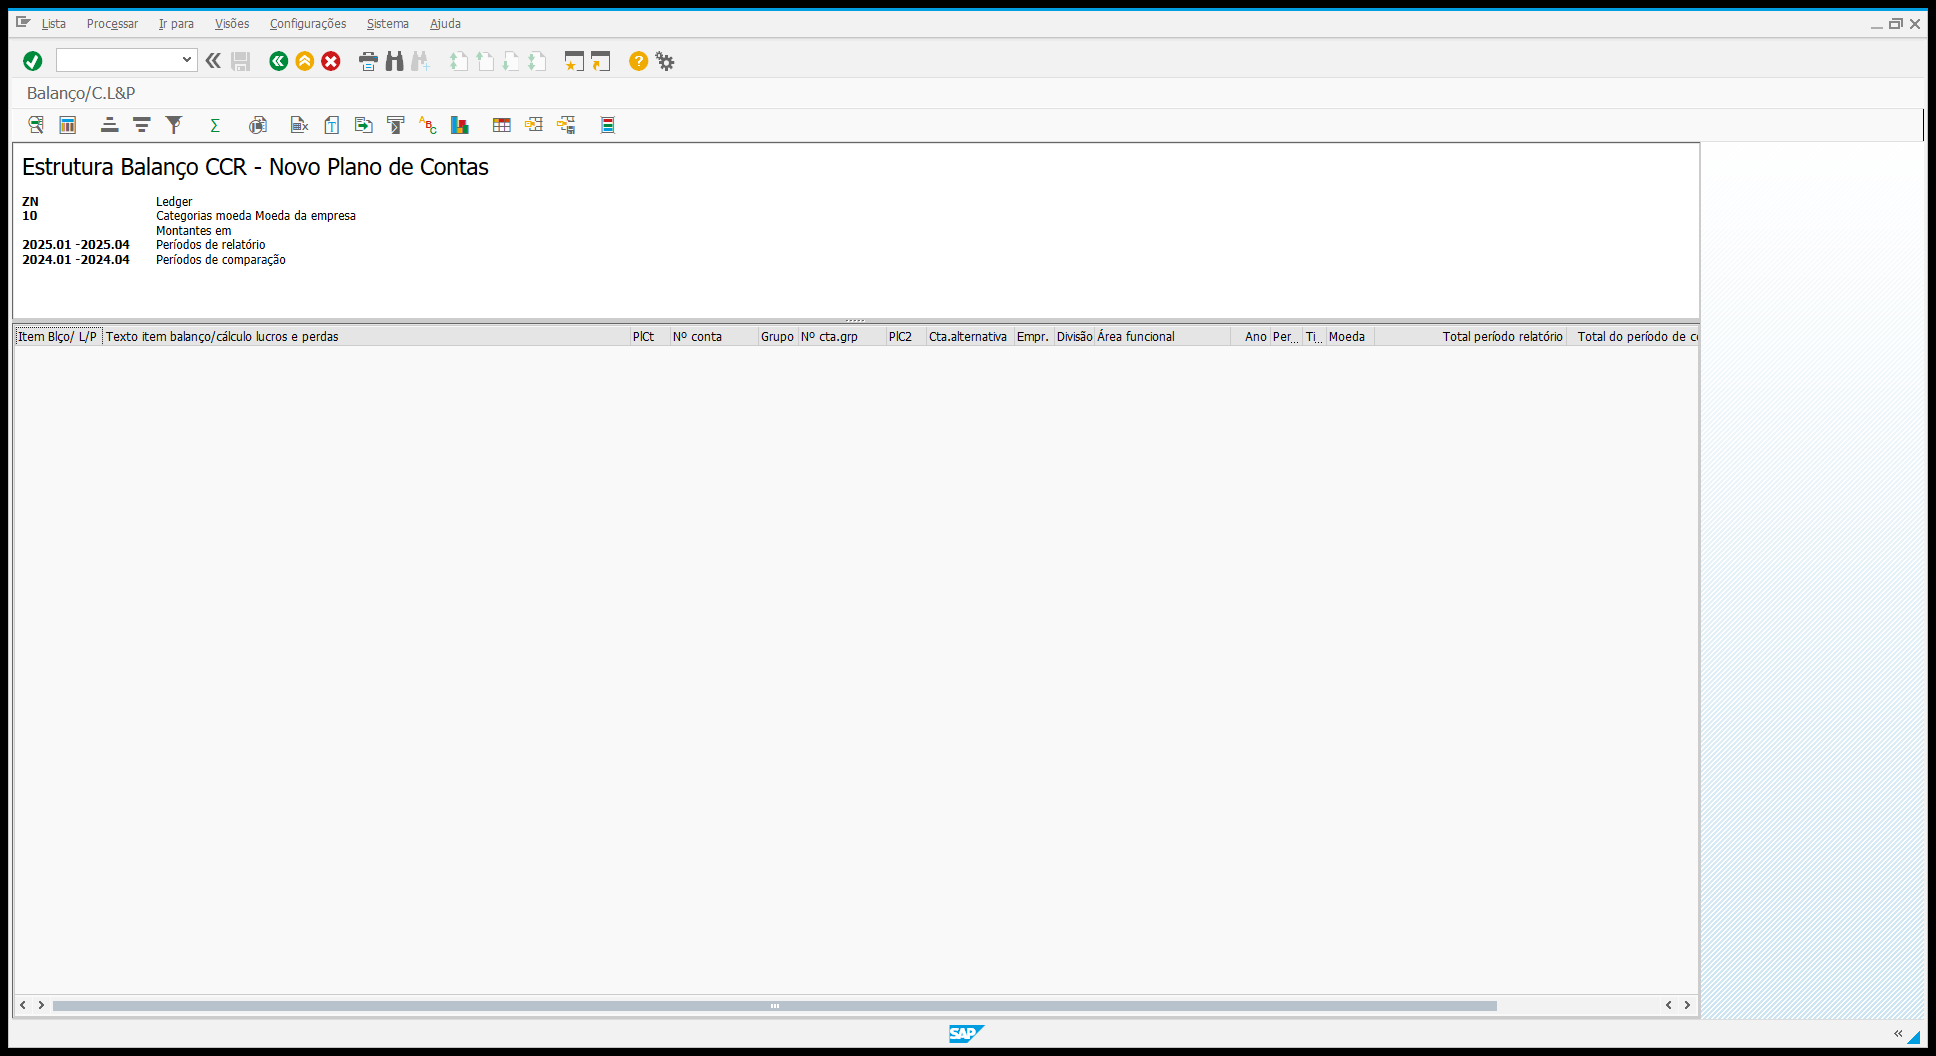 Lista Processar Ir para Visões Configurações Sistema Ajuda
Balanço/C.L&P
Estrutura Balanço CCR - Novo Plano de Contas
ZN Ledger
10 Categorias moeda Moeda da empresa
Montantes em
2025.01 -2025.04 Períodos de relatório
2024.01 -2024.04 Períodos de comparação
Item Blço/ L/P Texto item balanço/cálculo lucros e perdas PlCt Nº conta Grupo Nº cta.grp PlC2 Cta.alternativa Empr. Divisão Área funcional Ano Per... Ti... Moeda Total período relatório Total do período de co
SAP